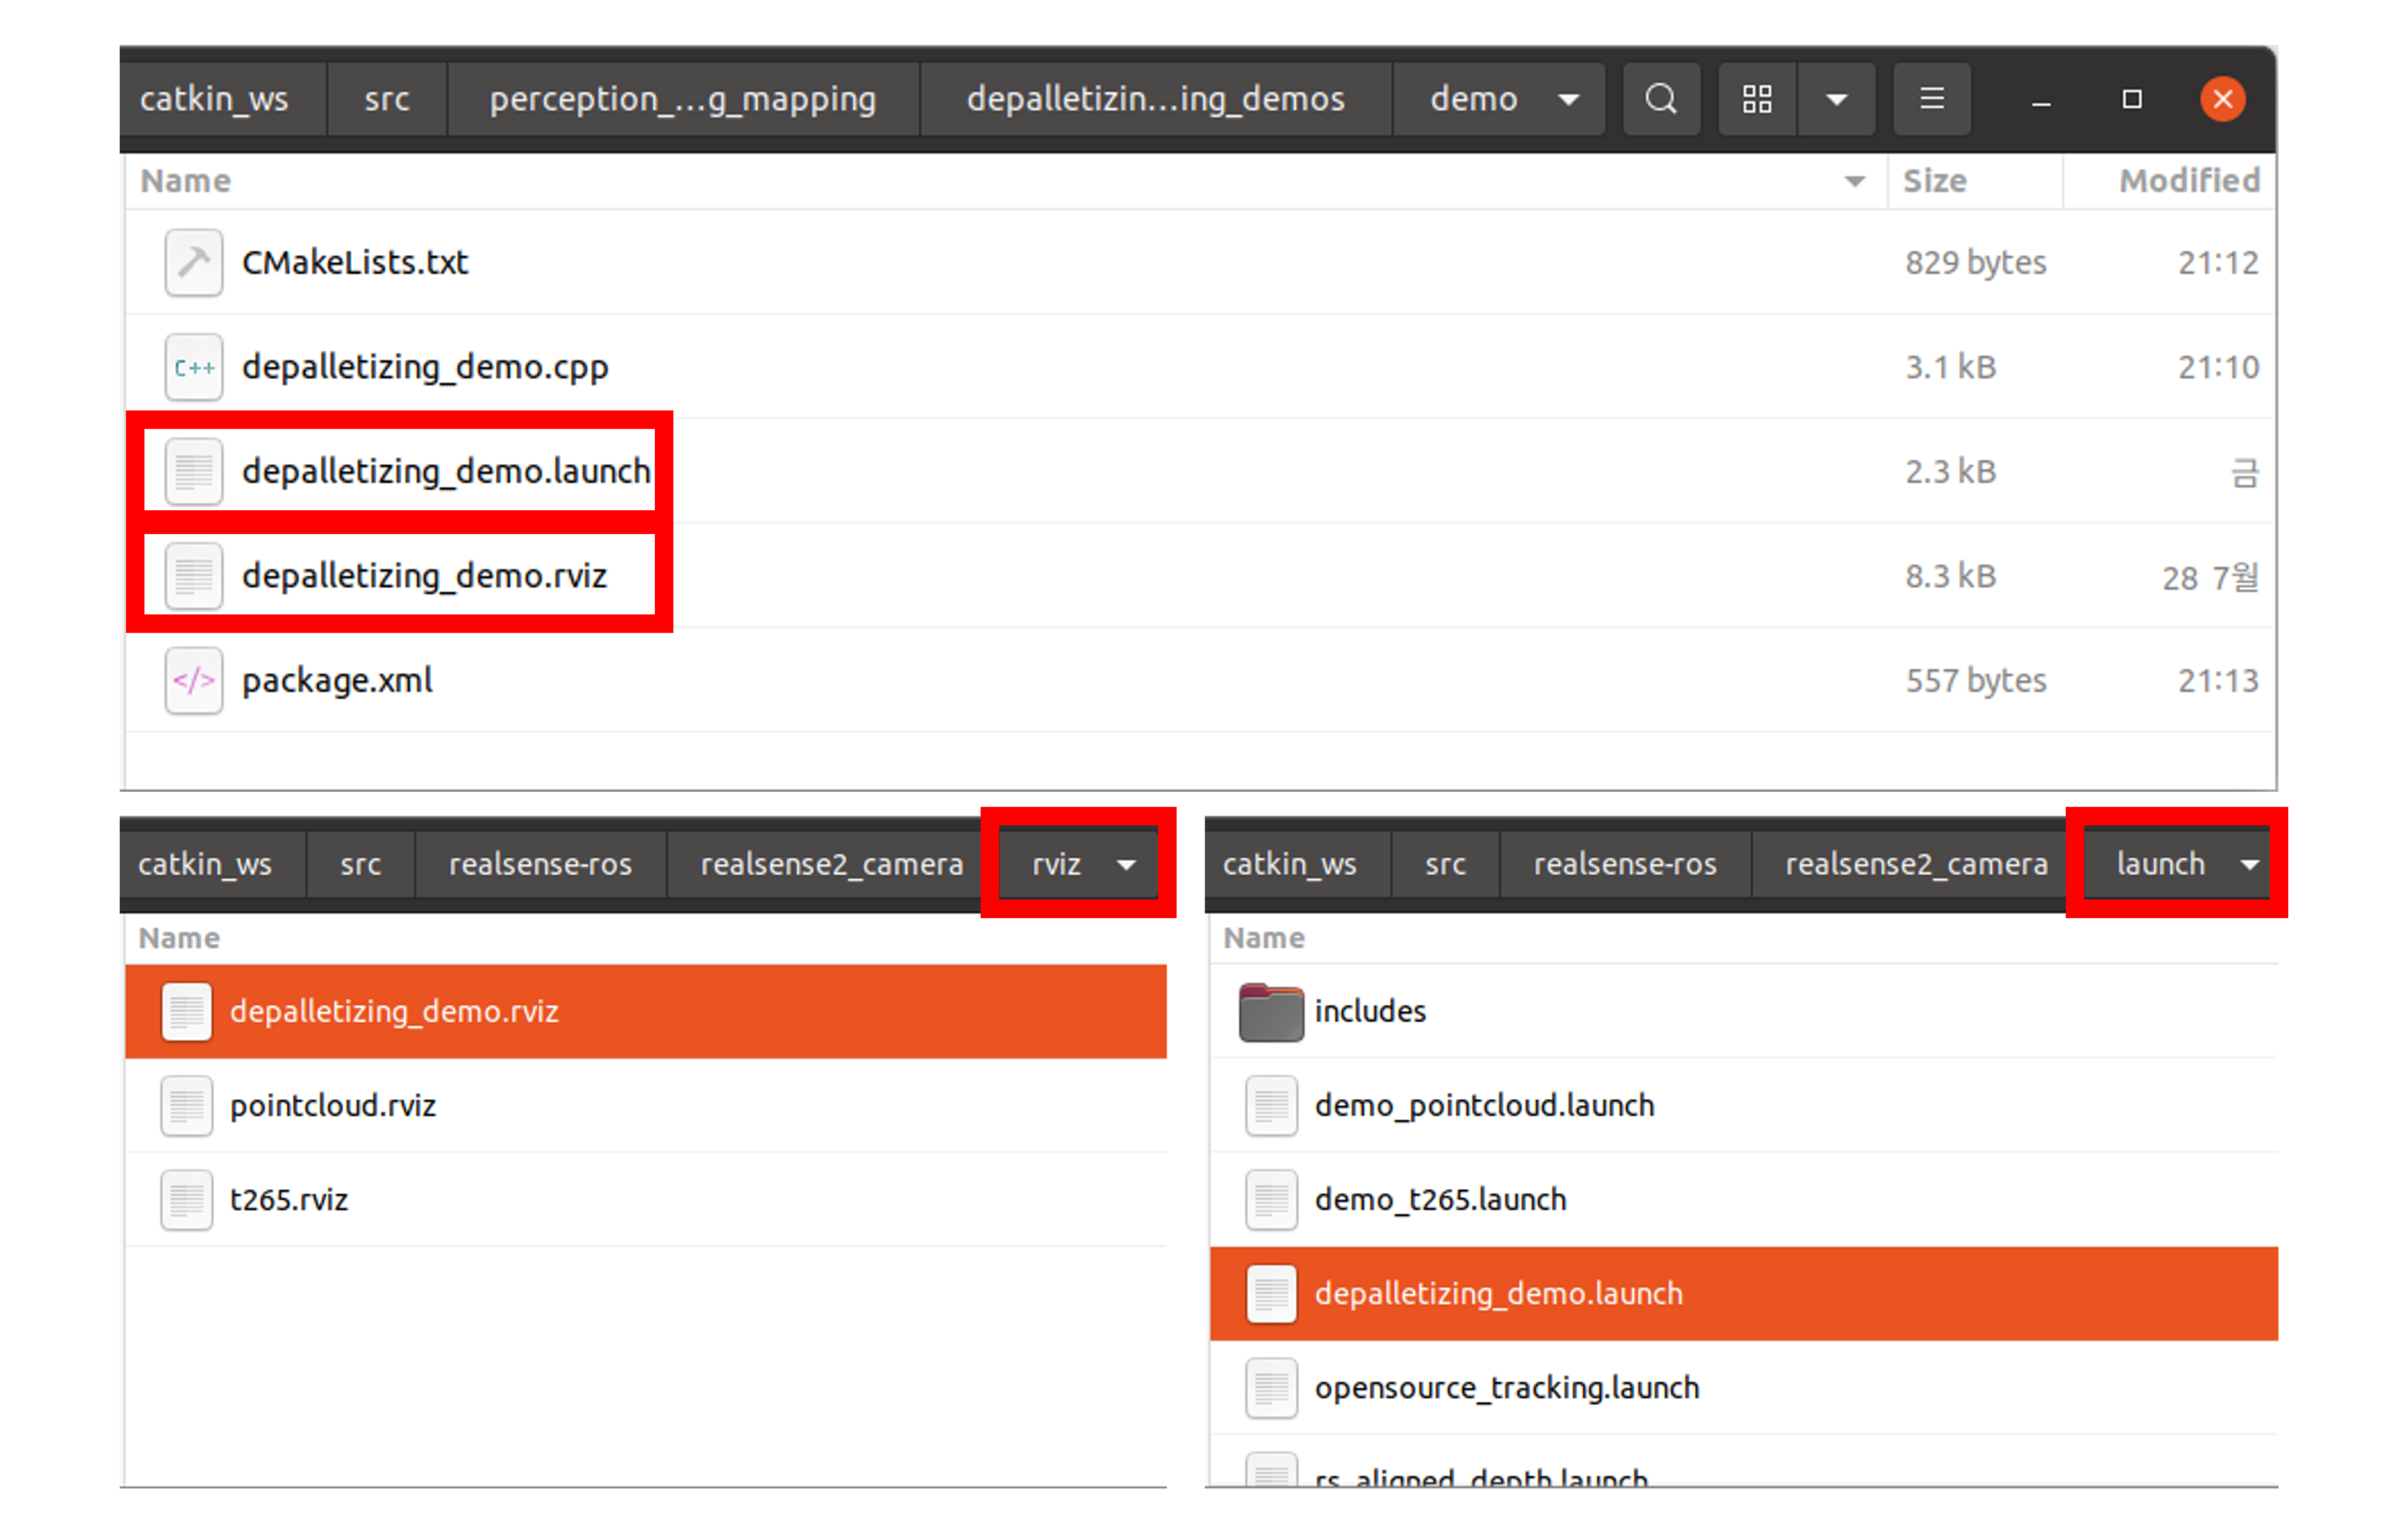 catkin_ws src perception_...g_mapping depalletizin...ing_demos demo
Name Size Modified
CMakeLists.txt 829 bytes 21:12
C++ depalletizing_demo.cpp 3.1 kB 21:10
depalletizing_demo.launch 2.3 kB 금
depalletizing_demo.rviz 8.3 kB 28 7월
</> package.xml 557 bytes 21:13
catkin_ws src realsense-ros realsense2_camera rviz
Name
depalletizing_demo.rviz
pointcloud.rviz
t265.rviz
catkin_ws src realsense-ros realsense2_camera launch
Name
includes
demo_pointcloud.launch
demo_t265.launch
depalletizing_demo.launch
opensource_tracking.launch
rs_aligned_depth.launch